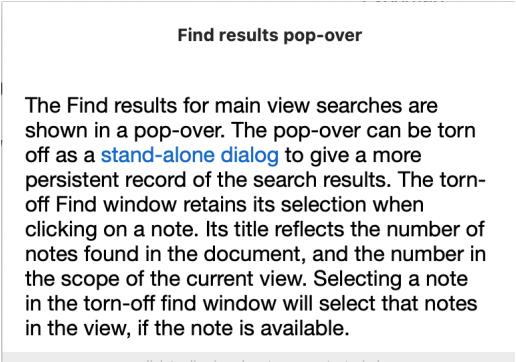 Find results pop-over
The Find results for main view searches are
shown in a pop-over. The pop-over can be torn
off as a stand-alone dialog to give a more
persistent record of the search results. The torn-
off Find window retains its selection when
clicking on a note. Its title reflects the number of
notes found in the document, and the number in
the scope of the current view. Selecting a note
in the torn-off find window will select that notes
in the view, if the note is available.